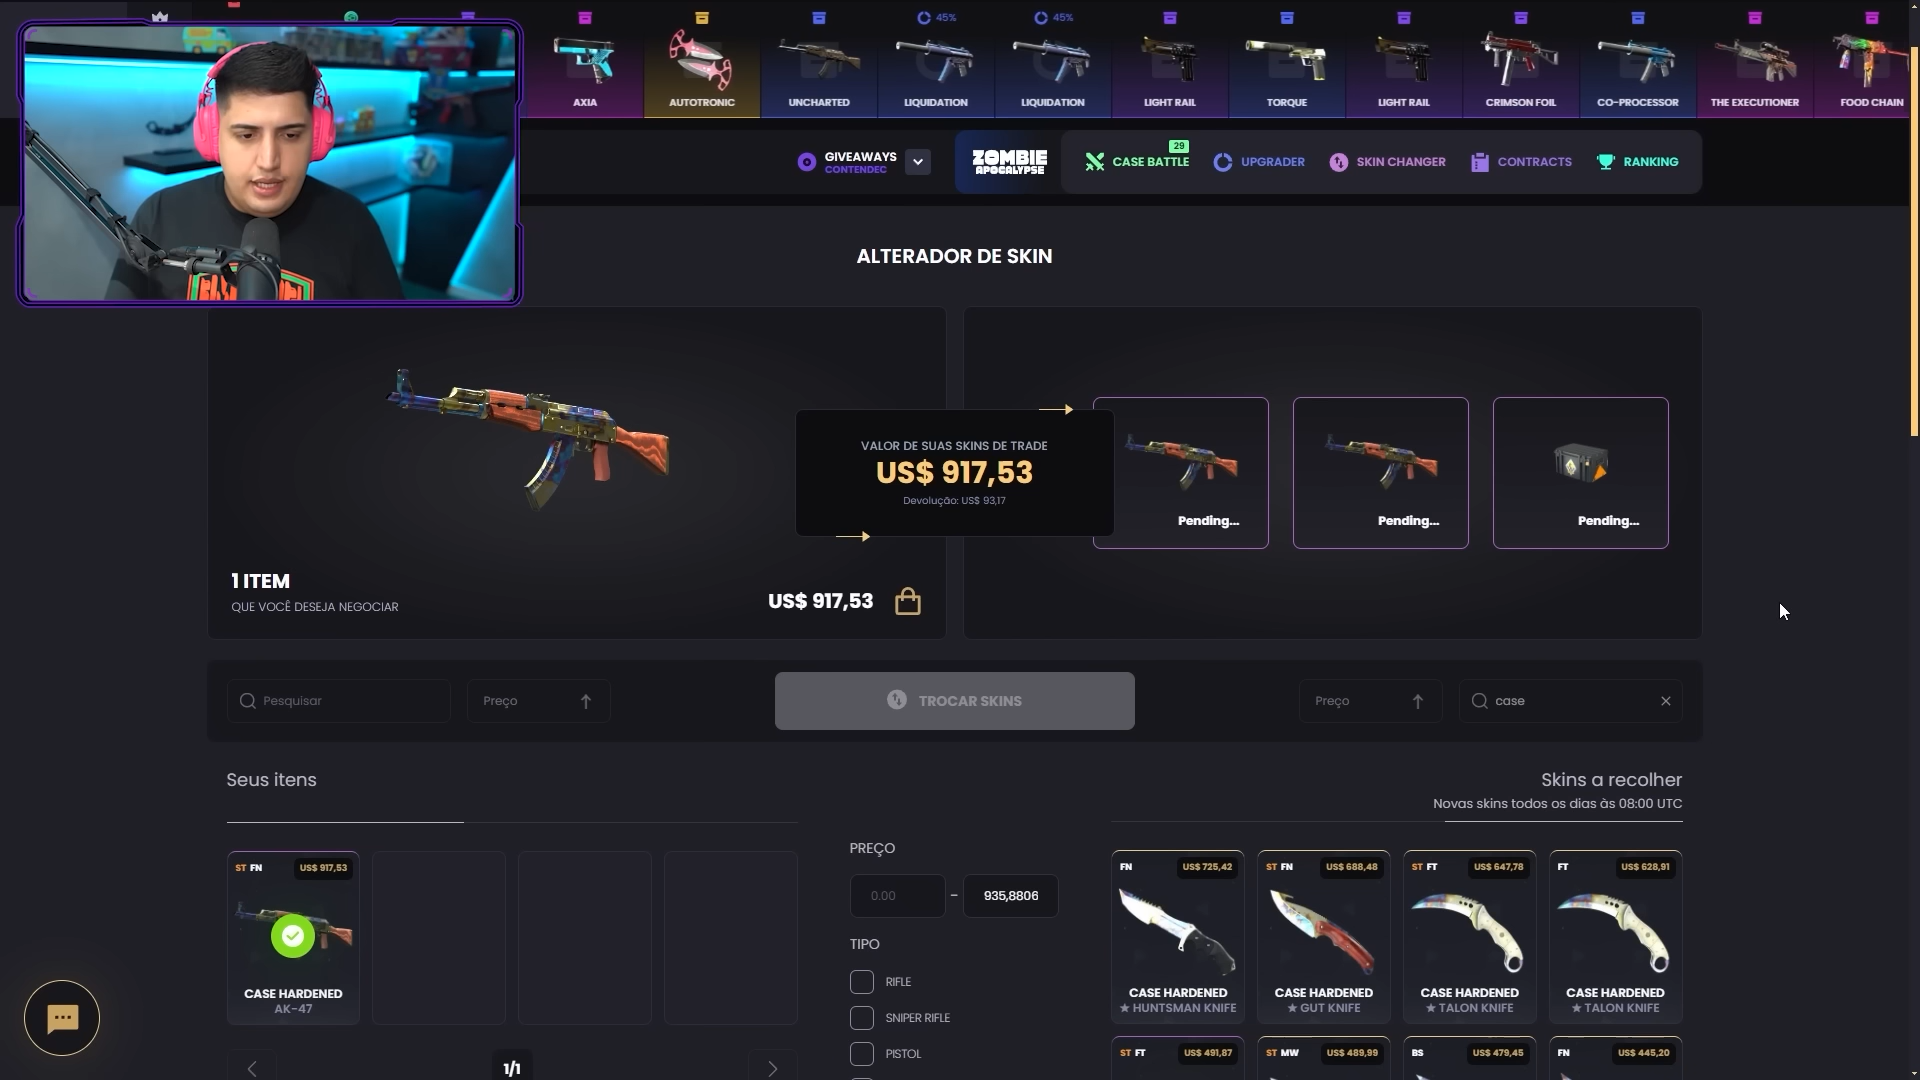 45%
45%
AXIA
AUTOTRONIC
UNCHARTED
LIQUIDATION
LIQUIDATION
LIGHT RAIL
TORQUE
LIGHT RAIL
CRIMSON FOIL
CO-PROCESSOR
THE EXECUTIONER
FOOD CHAIN
GIVEAWAYS
CONTENDEC
ZOMBIE
APOCALYPSE
29
CASE BATTLE
UPGRADER
SKIN CHANGER
CONTRACTS
RANKING
ALTERADOR DE SKIN
VALOR DE SUAS SKINS DE TRADE
US$ 917,53
Devolução: US$ 93,17
Pending...
Pending...
Pending...
1 ITEM
QUE VOCÊ DESEJA NEGOCIAR
US$ 917,53
Pesquisar
Preço
TROCAR SKINS
Preço
case
Seus itens
Skins a recolher
Novas skins todos os dias às 08:00 UTC
ST FN
US$ 917,53
CASE HARDENED
AK-47
1/1
PREÇO
0.00
–
935,8806
TIPO
RIFLE
SNIPER RIFLE
PISTOL
FN
US$ 725,42
CASE HARDENED
★ HUNTSMAN KNIFE
ST FN
US$ 688,48
CASE HARDENED
★ GUT KNIFE
ST FT
US$ 647,78
CASE HARDENED
★ TALON KNIFE
FT
US$ 628,91
CASE HARDENED
★ TALON KNIFE
ST FT
US$ 491,87
ST MW
US$ 489,99
BS
US$ 479,45
FN
US$ 445,20